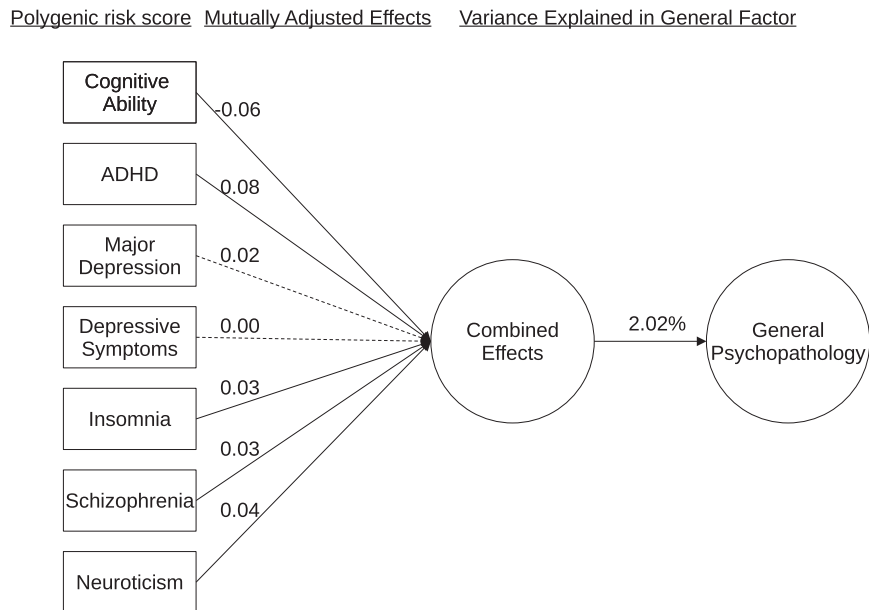 Polygenic risk score Mutually Adjusted Effects Variance Explained in General Factor
Cognitive
Ability
-0.06
ADHD
0.08
Major
Depression
0.02
Depressive
Symptoms
0.00
Insomnia
0.03
Schizophrenia
0.03
Neuroticism
0.04
Combined
Effects
2.02%
General
Psychopathology